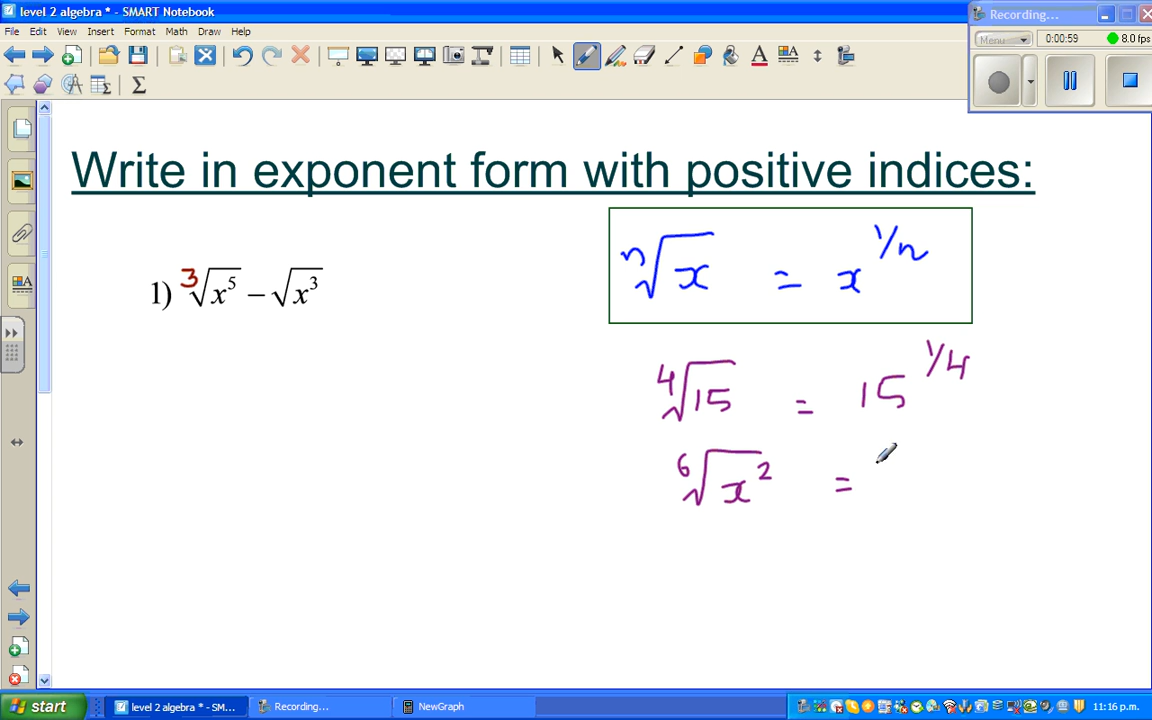 level 2 algebra * - SMART Notebook
Recording...
File Edit View Insert Format Math Draw Help
Menu
0:00:59
8.0 fps
Write in exponent form with positive indices:
ⁿ√x = x^1/n
1) ³√x⁵ − √x³
⁴√15 = 15^1/4
⁶√x² =
start
level 2 algebra * - SM...
Recording...
NewGraph
11:16 p.m.